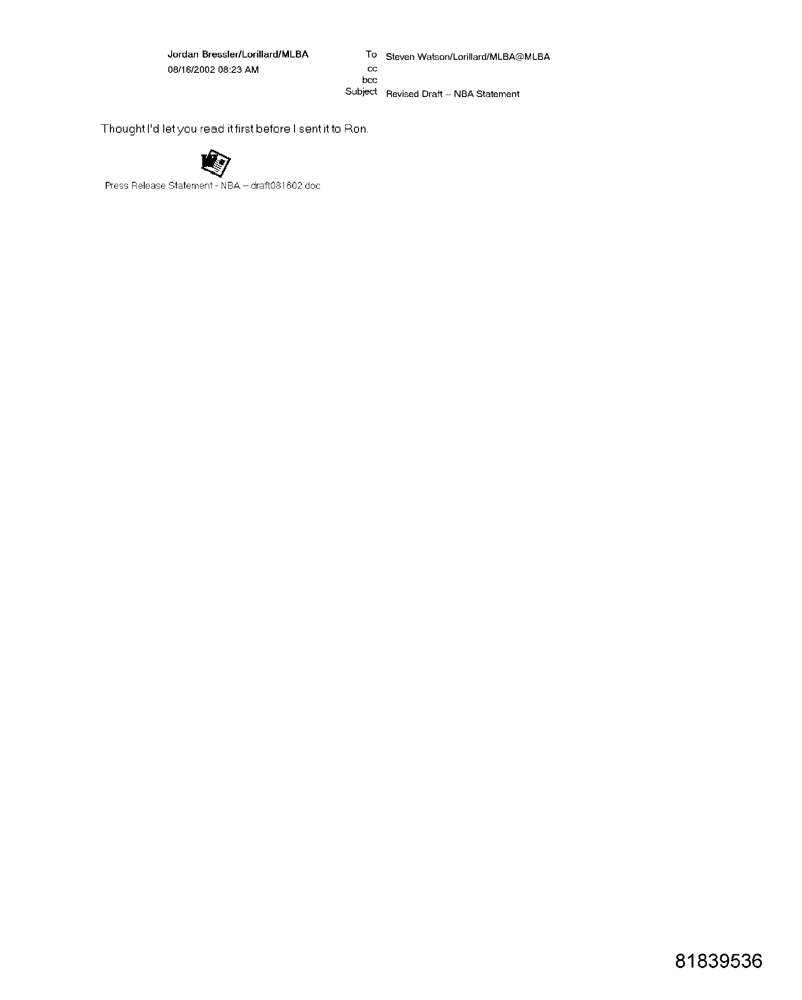 Jordan Bressler/Lorillard/MLBA
08/16/2002 08:23 AM
To Steven Watson/Lorillard/MLBA@MLBA
cc
bcc
Subject Revised Draft -- NBA Statement
Thought I'd let you read it first before I sent it to Ron.
Press Release Statement - NBA -- draft081602.doc
81839536